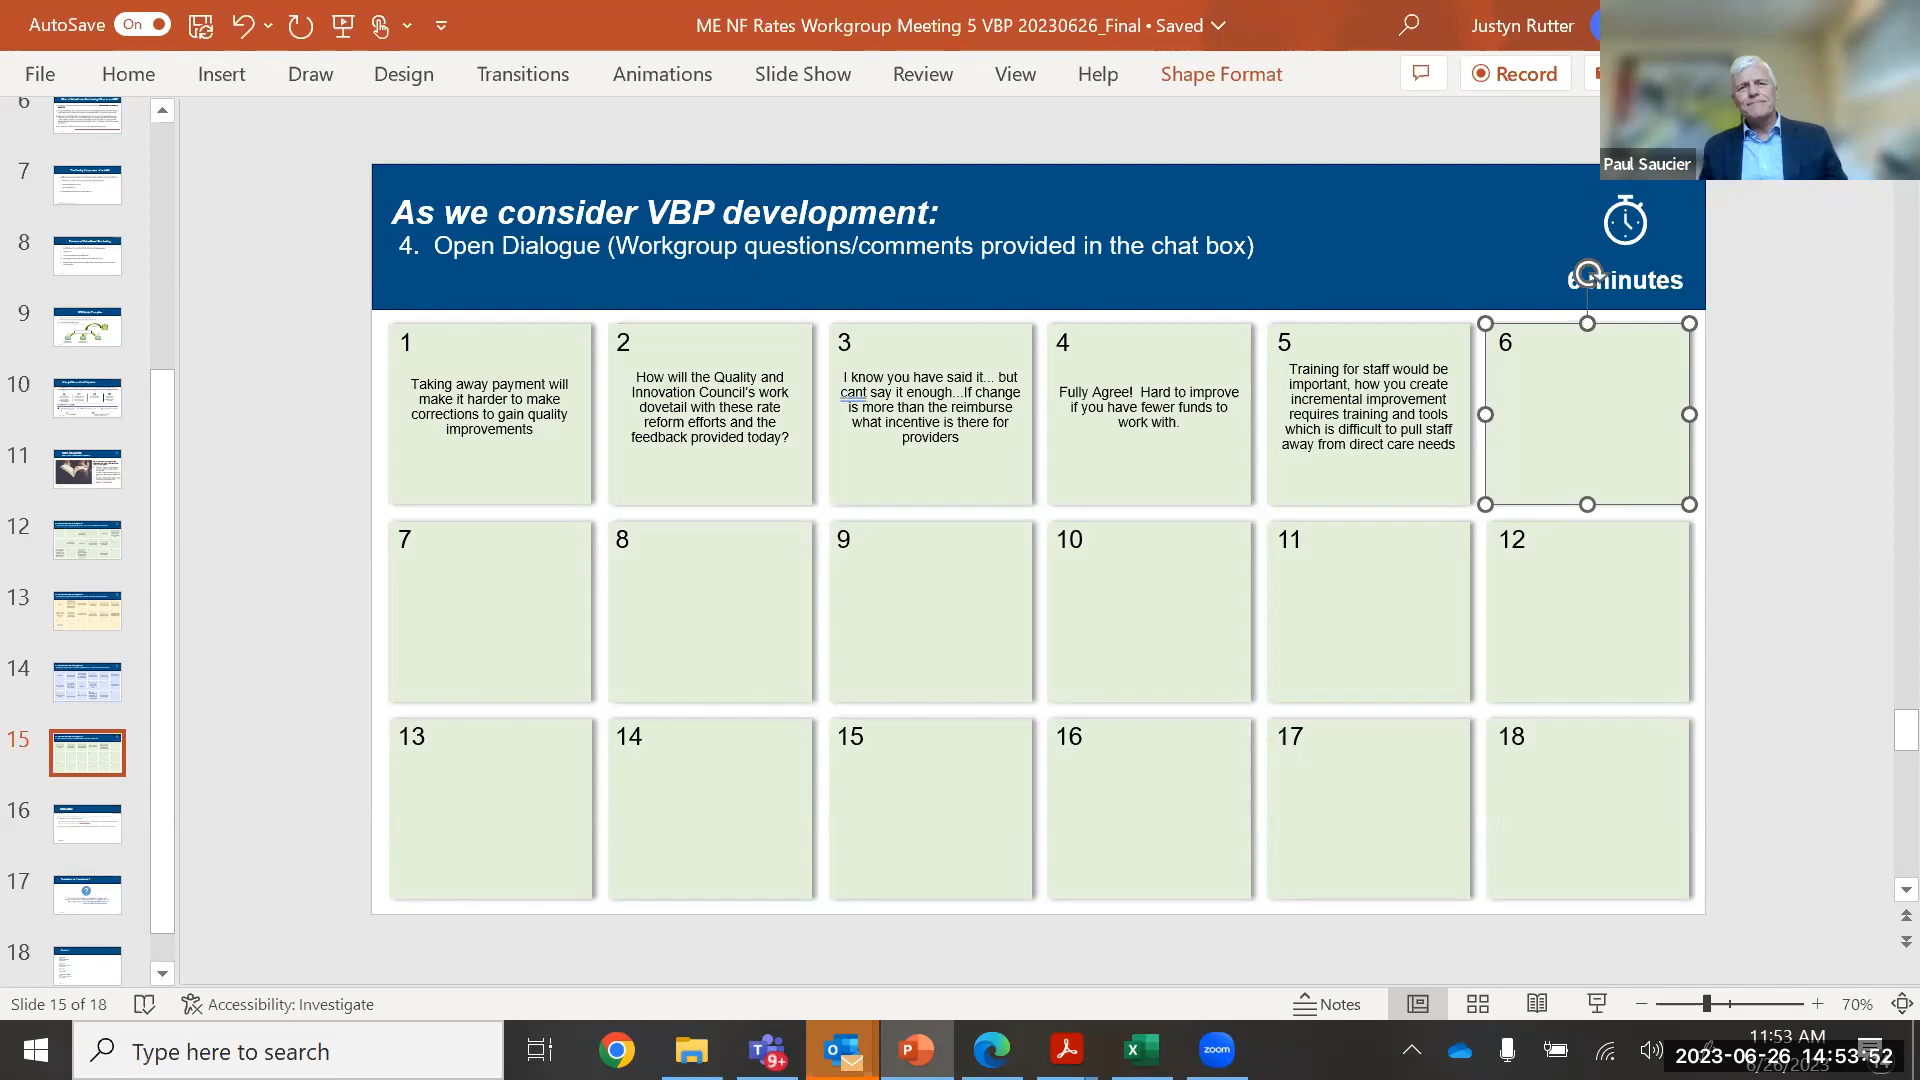 AutoSave On
ME NF Rates Workgroup Meeting 5 VBP 20230626_Final • Saved
Justyn Rutter
File Home Insert Draw Design Transitions Animations Slide Show Review View Help Shape Format
Record
Paul Saucier
6
7
8
9
10
11
12
13
14
15
16
17
18
As we consider VBP development:
4. Open Dialogue (Workgroup questions/comments provided in the chat box)
6 minutes
1
Taking away payment will
make it harder to make
corrections to gain quality
improvements
2
How will the Quality and
Innovation Council's work
dovetail with these rate
reform efforts and the
feedback provided today?
3
I know you have said it... but
cant say it enough...If change
is more than the reimburse
what incentive is there for
providers
4
Fully Agree! Hard to improve
if you have fewer funds to
work with.
5
Training for staff would be
important, how you create
incremental improvement
requires training and tools
which is difficult to pull staff
away from direct care needs
6
7
8
9
10
11
12
13
14
15
16
17
18
Slide 15 of 18
Accessibility: Investigate
Notes
70%
Type here to search
9+
zoom
11:53 AM
2023-06-26 14:53:52
6/26/2023